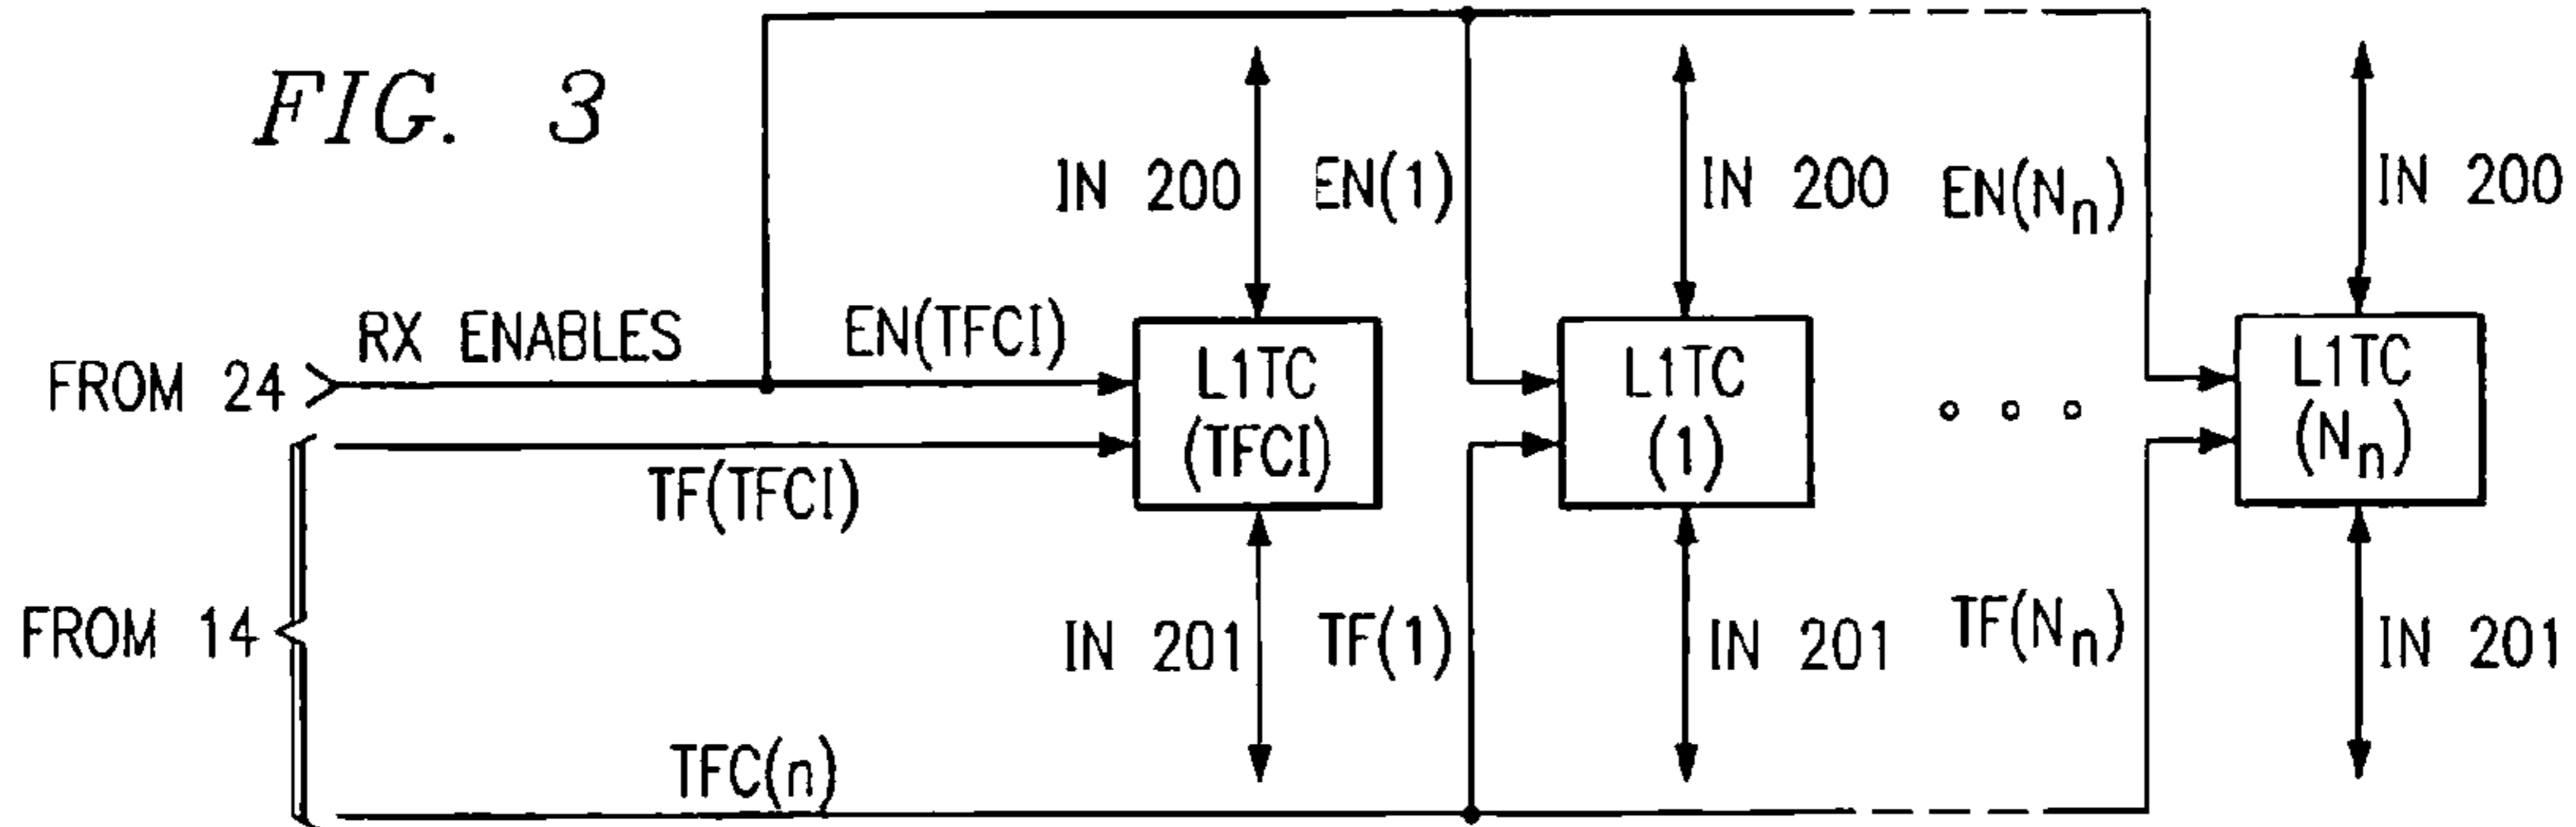 FIG. 3
IN 200
EN(1)
IN 200
EN(Nn)
IN 200
FROM 24
RX ENABLES
EN(TFCI)
L1TC
(TFCI)
L1TC
(1)
L1TC
(Nn)
TF(TFCI)
FROM 14
IN 201
TF(1)
IN 201
TF(Nn)
IN 201
TFC(n)